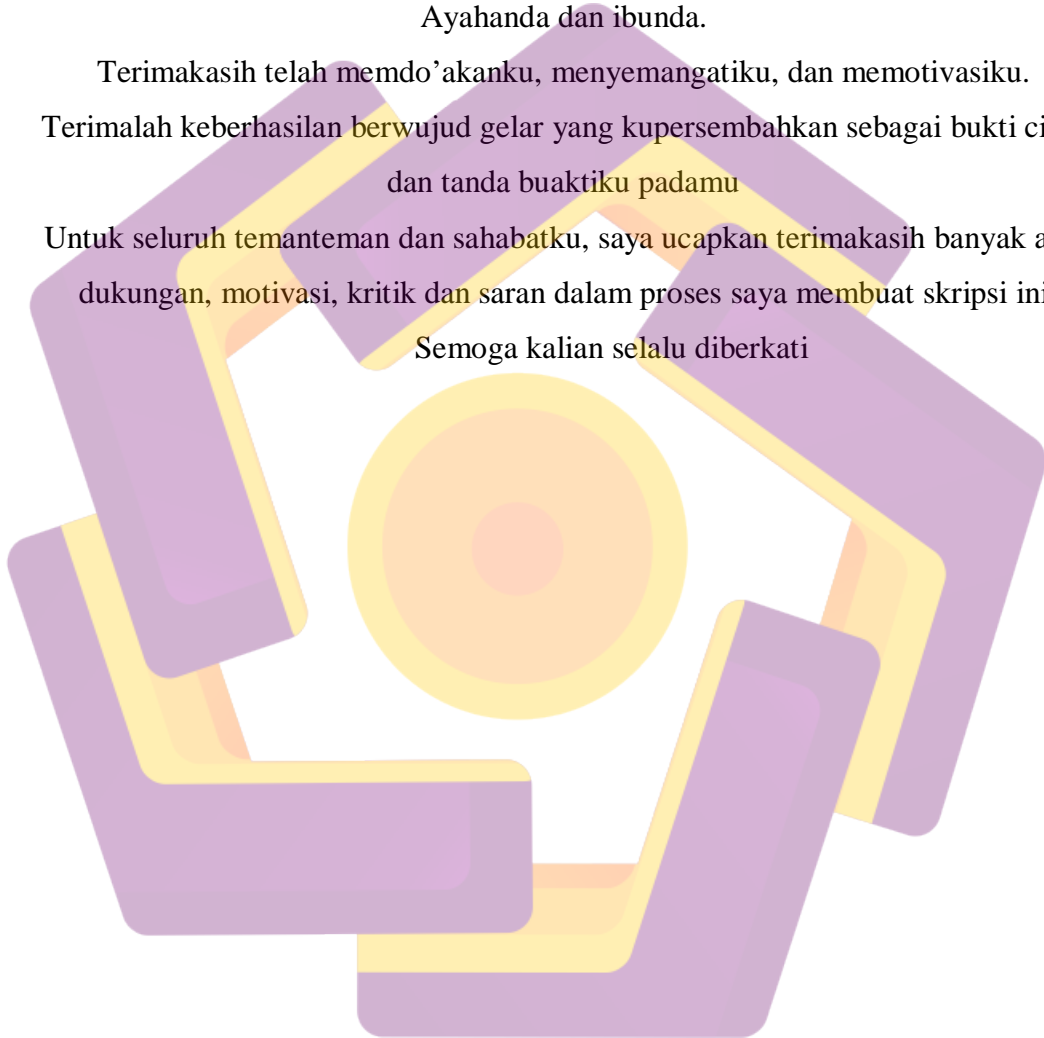 Ayahanda dan ibunda.
Terimakasih telah memdo’akanku, menyemangatiku, dan memotivasiku.
Terimalah keberhasilan berwujud gelar yang kupersembahkan sebagai bukti
dan tanda buaktiku padamu
Untuk seluruh temanteman dan sahabatku, saya ucapkan terimakasih banyak
dukungan, motivasi, kritik dan saran dalam proses saya membuat skripsi ini
Semoga kalian selalu diberkati